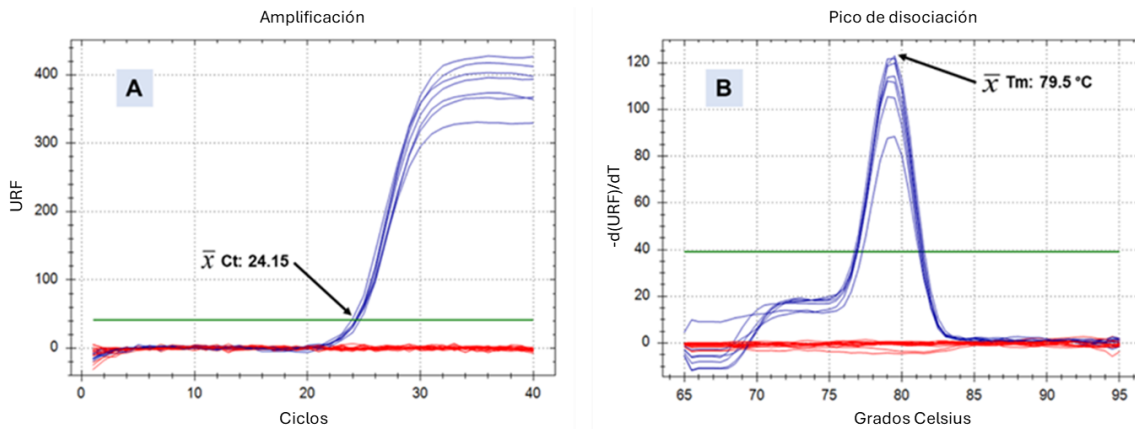 Amplificación
A
400
300
200
100
0
URF
x̅ Ct: 24.15
0 10 20 30 40
Ciclos
Pico de disociación
B
120
100
80
60
40
20
0
-d(URF)/dT
x̅ Tm: 79.5 °C
65 70 75 80 85 90 95
Grados Celsius